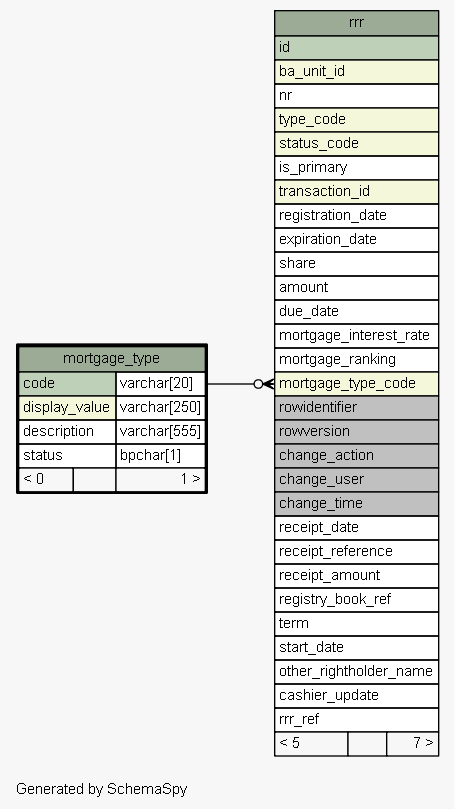 mortgage_type
code varchar[20]
display_value varchar[250]
description varchar[555]
status bpchar[1]
< 0 1 >
rrr
id
ba_unit_id
nr
type_code
status_code
is_primary
transaction_id
registration_date
expiration_date
share
amount
due_date
mortgage_interest_rate
mortgage_ranking
mortgage_type_code
rowidentifier
rowversion
change_action
change_user
change_time
receipt_date
receipt_reference
receipt_amount
registry_book_ref
term
start_date
other_rightholder_name
cashier_update
rrr_ref
< 5 7 >
Generated by SchemaSpy